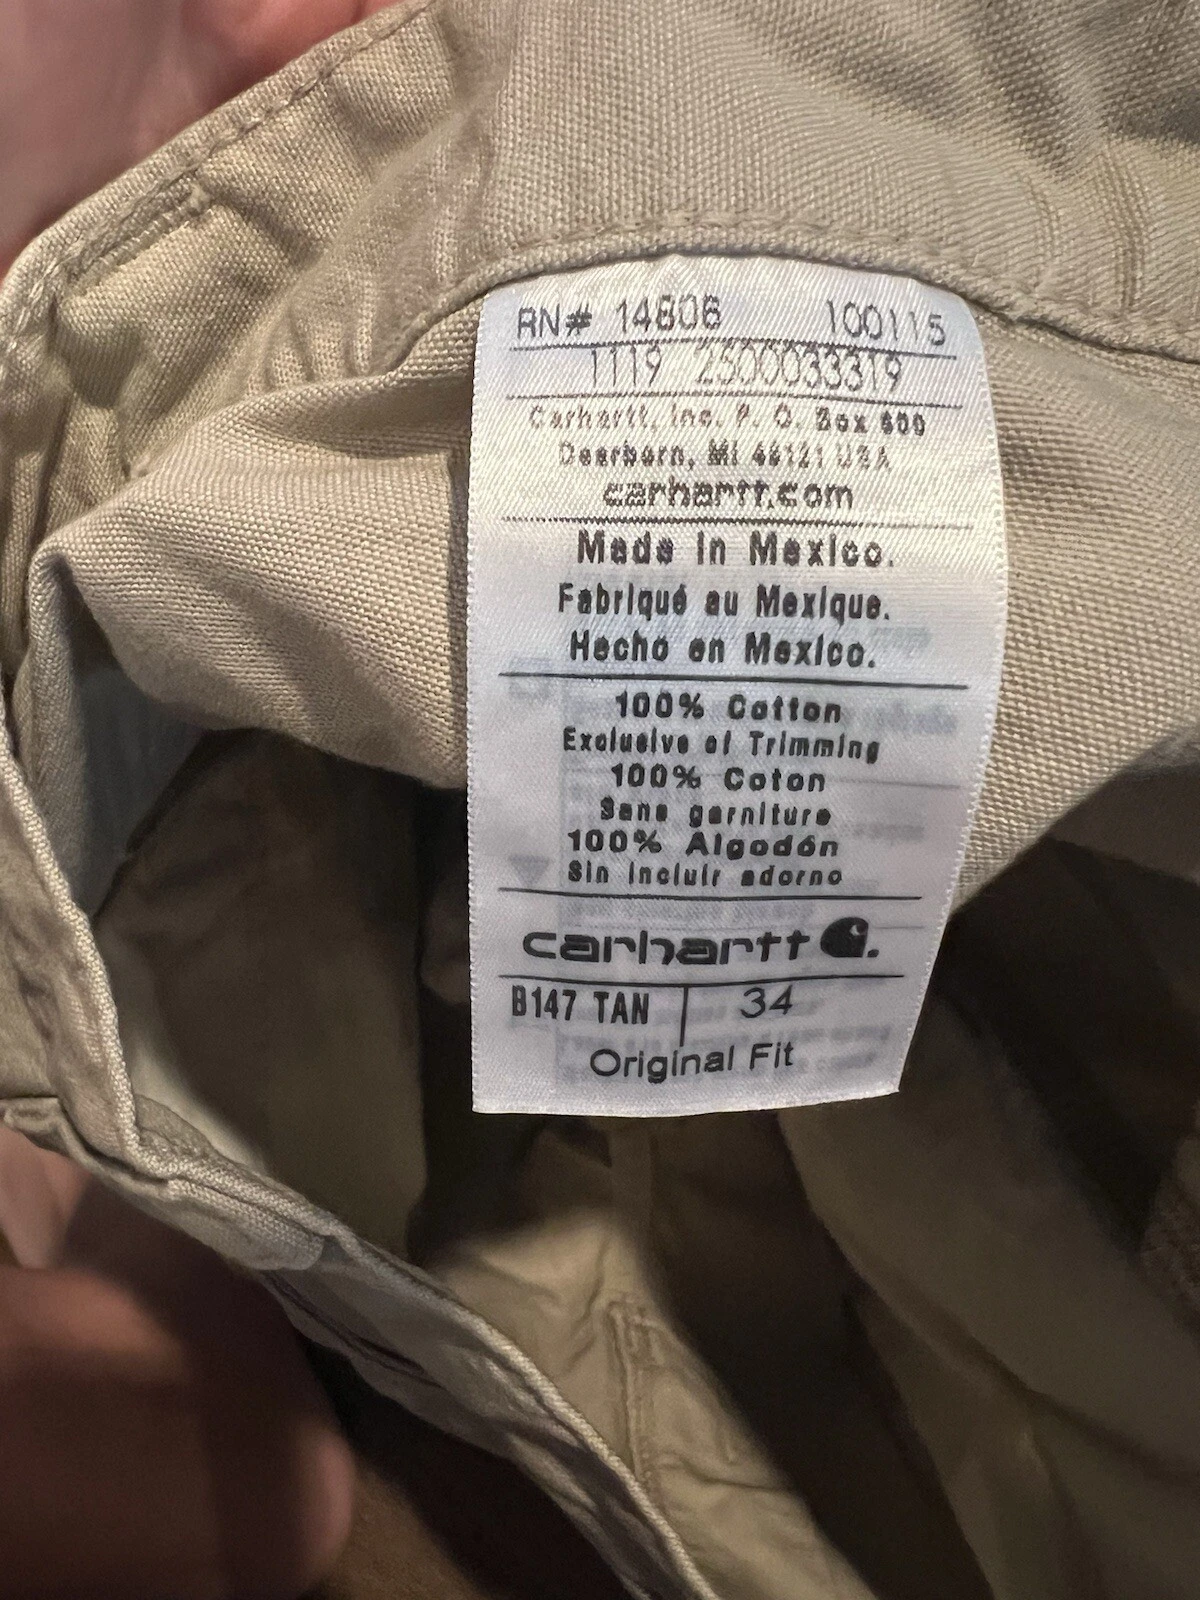 RN# 14806 100115
1119 2500033319
Carhartt, Inc. P. O. Box 600
Dearborn, MI 48121 USA
carhartt.com
Made in Mexico.
Fabriqué au Mexique.
Hecho en Mexico.
100% Cotton
Exclusive of Trimming
100% Coton
Sans garniture
100% Algodón
Sin incluir adorno
carhartt
B147 TAN 34
Original Fit